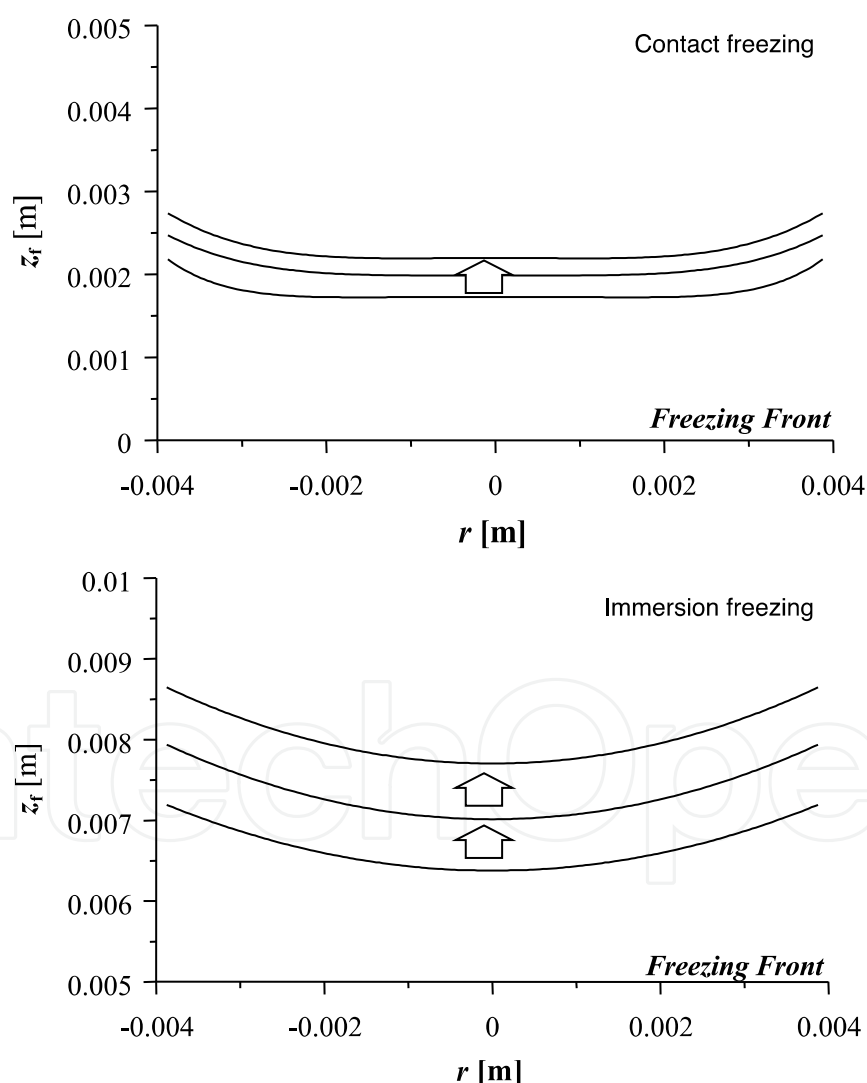 0.005
Contact freezing
0.004
0.003
z_f [m]
0.002
0.001
Freezing Front
0
-0.004 -0.002 0 0.002 0.004
r [m]
0.01
Immersion freezing
0.009
0.008
z_f [m]
0.007
0.006
Freezing Front
0.005
-0.004 -0.002 0 0.002 0.004
r [m]